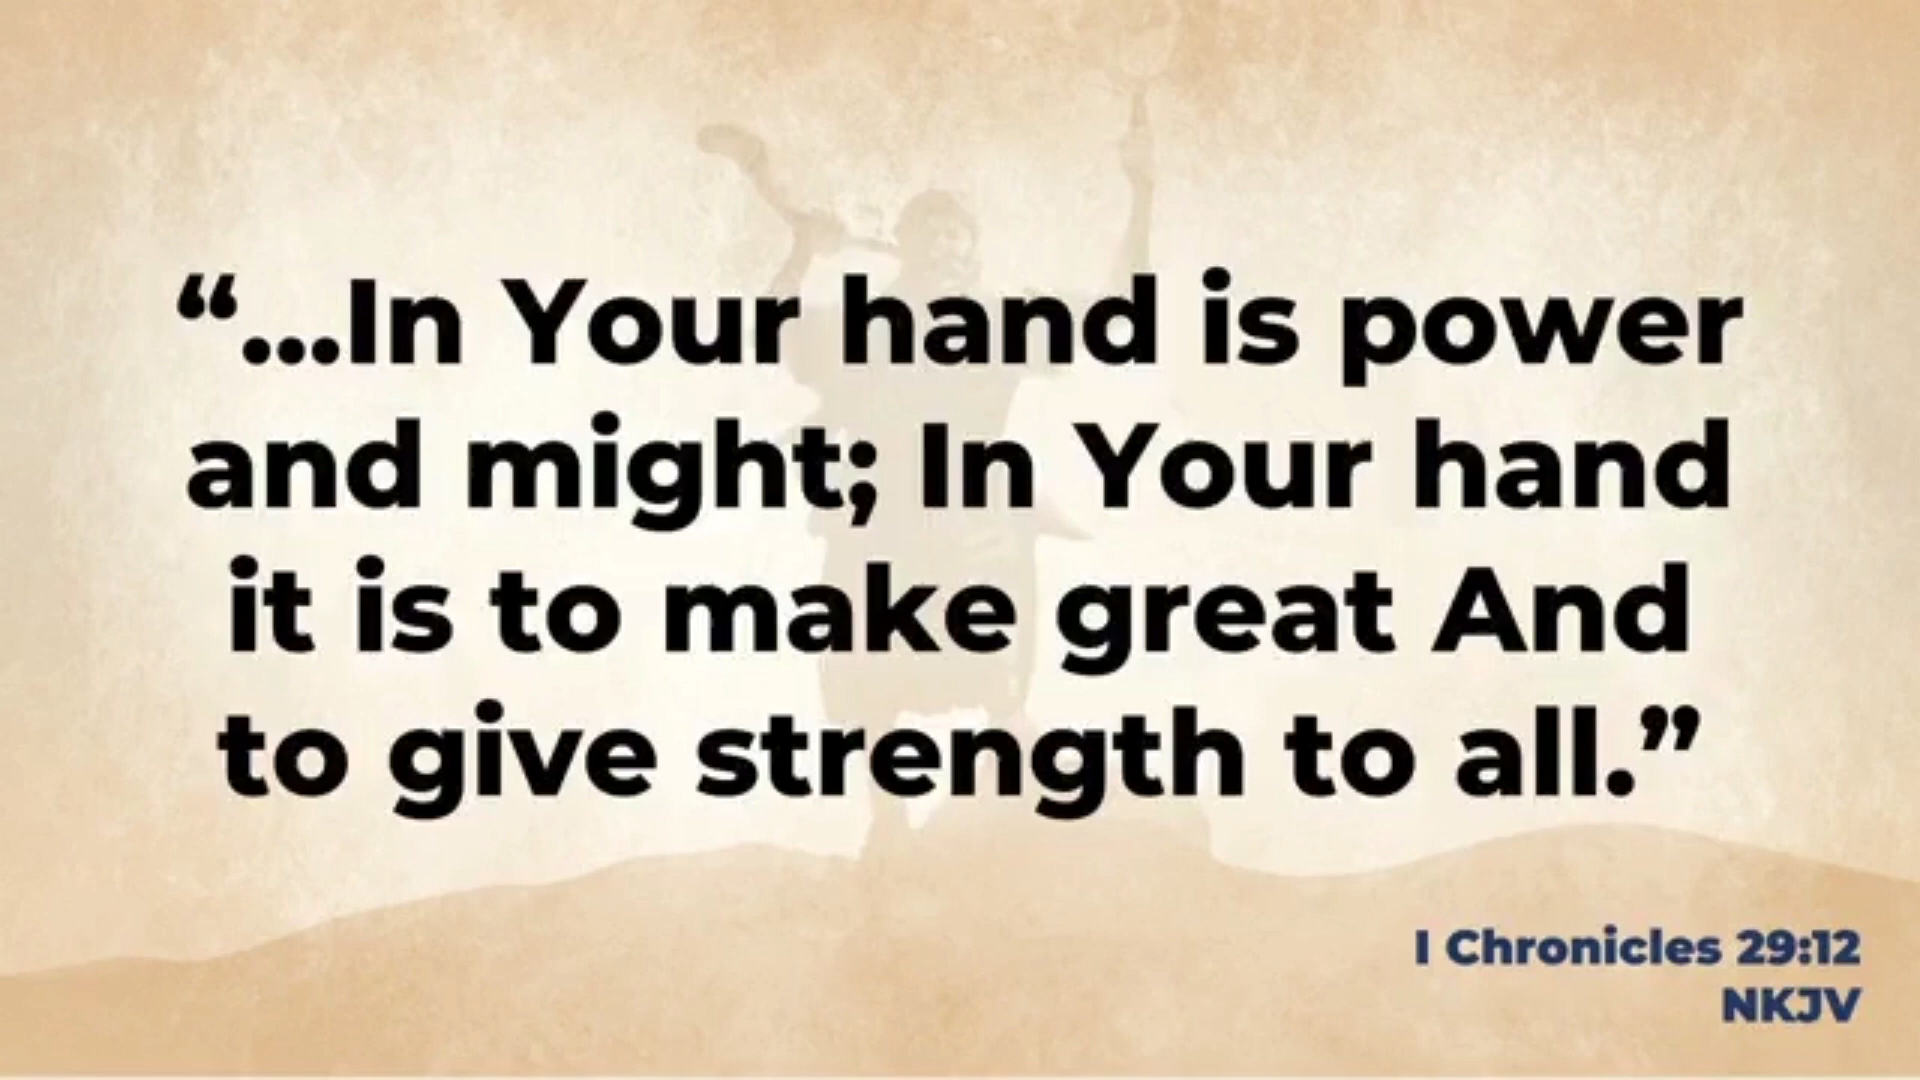 “...In Your hand is power
and might; In Your hand
it is to make great And
to give strength to all.”
I Chronicles 29:12
NKJV